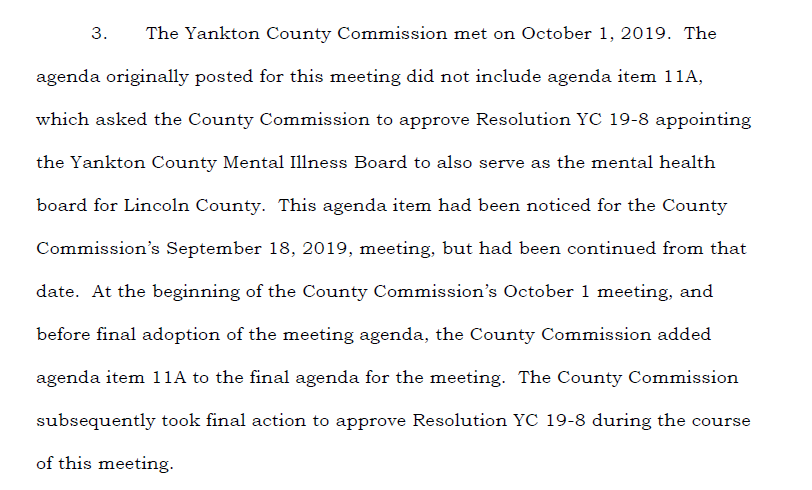 3. The Yankton County Commission met on October 1, 2019. The
agenda originally posted for this meeting did not include agenda item 11A,
which asked the County Commission to approve Resolution YC 19-8 appointing
the Yankton County Mental Illness Board to also serve as the mental health
board for Lincoln County. This agenda item had been noticed for the County
Commission’s September 18, 2019, meeting, but had been continued from that
date. At the beginning of the County Commission’s October 1 meeting, and
before final adoption of the meeting agenda, the County Commission added
agenda item 11A to the final agenda for the meeting. The County Commission
subsequently took final action to approve Resolution YC 19-8 during the course
of this meeting.